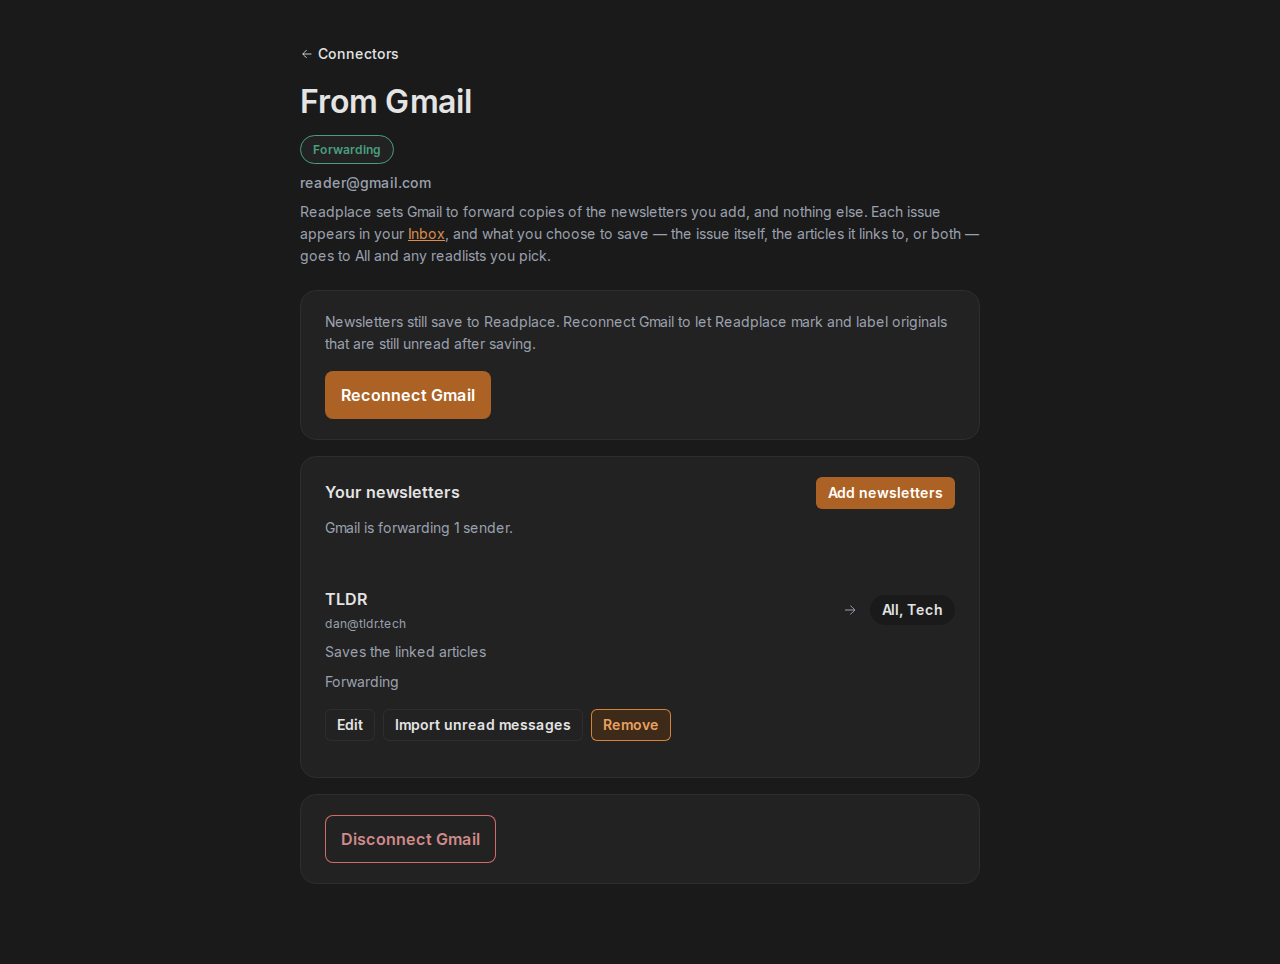 ← Connectors
From Gmail
Forwarding
reader@gmail.com
Readplace sets Gmail to forward copies of the newsletters you add, and nothing else. Each issue
appears in your Inbox, and what you choose to save — the issue itself, the articles it links to, or both —
goes to All and any readlists you pick.
Newsletters still save to Readplace. Reconnect Gmail to let Readplace mark and label originals
that are still unread after saving.
Reconnect Gmail
Your newsletters
Add newsletters
Gmail is forwarding 1 sender.
TLDR
→ All, Tech
dan@tldr.tech
Saves the linked articles
Forwarding
Edit Import unread messages Remove
Disconnect Gmail